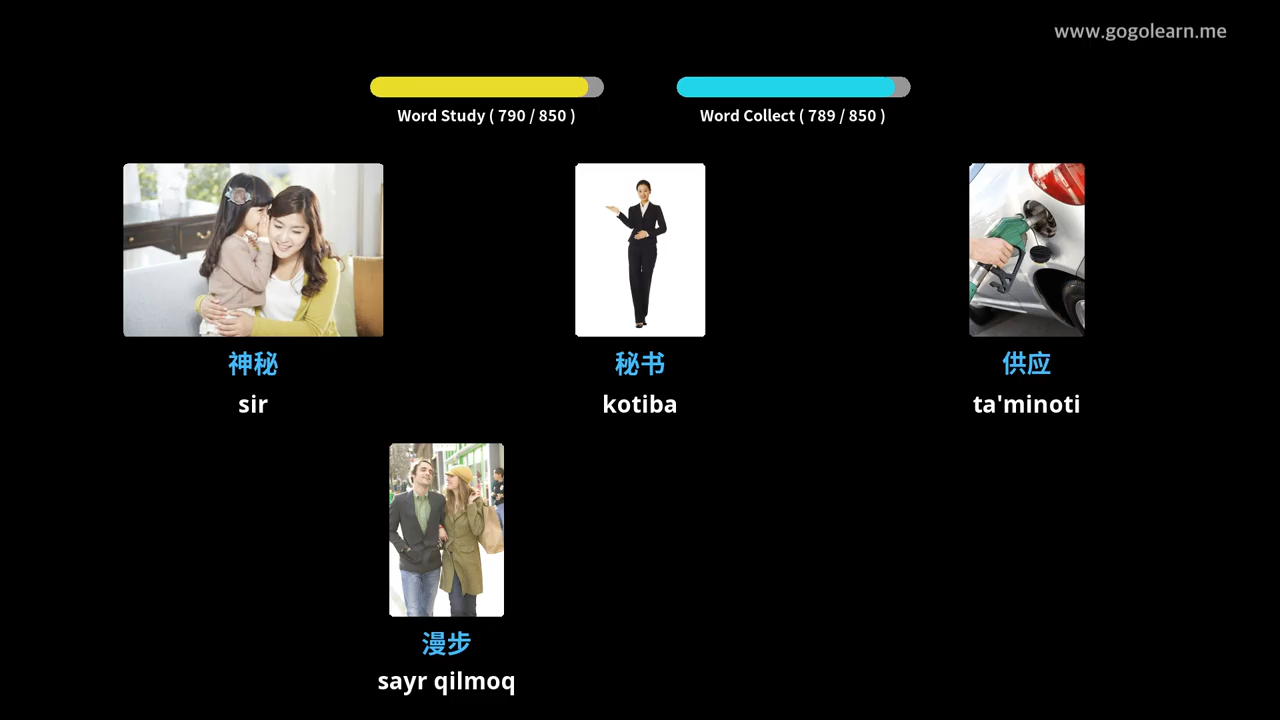 www.gogolearn.me
Word Study ( 790 / 850 )
Word Collect ( 789 / 850 )
神秘
sir
秘书
kotiba
供应
ta'minoti
漫步
sayr qilmoq